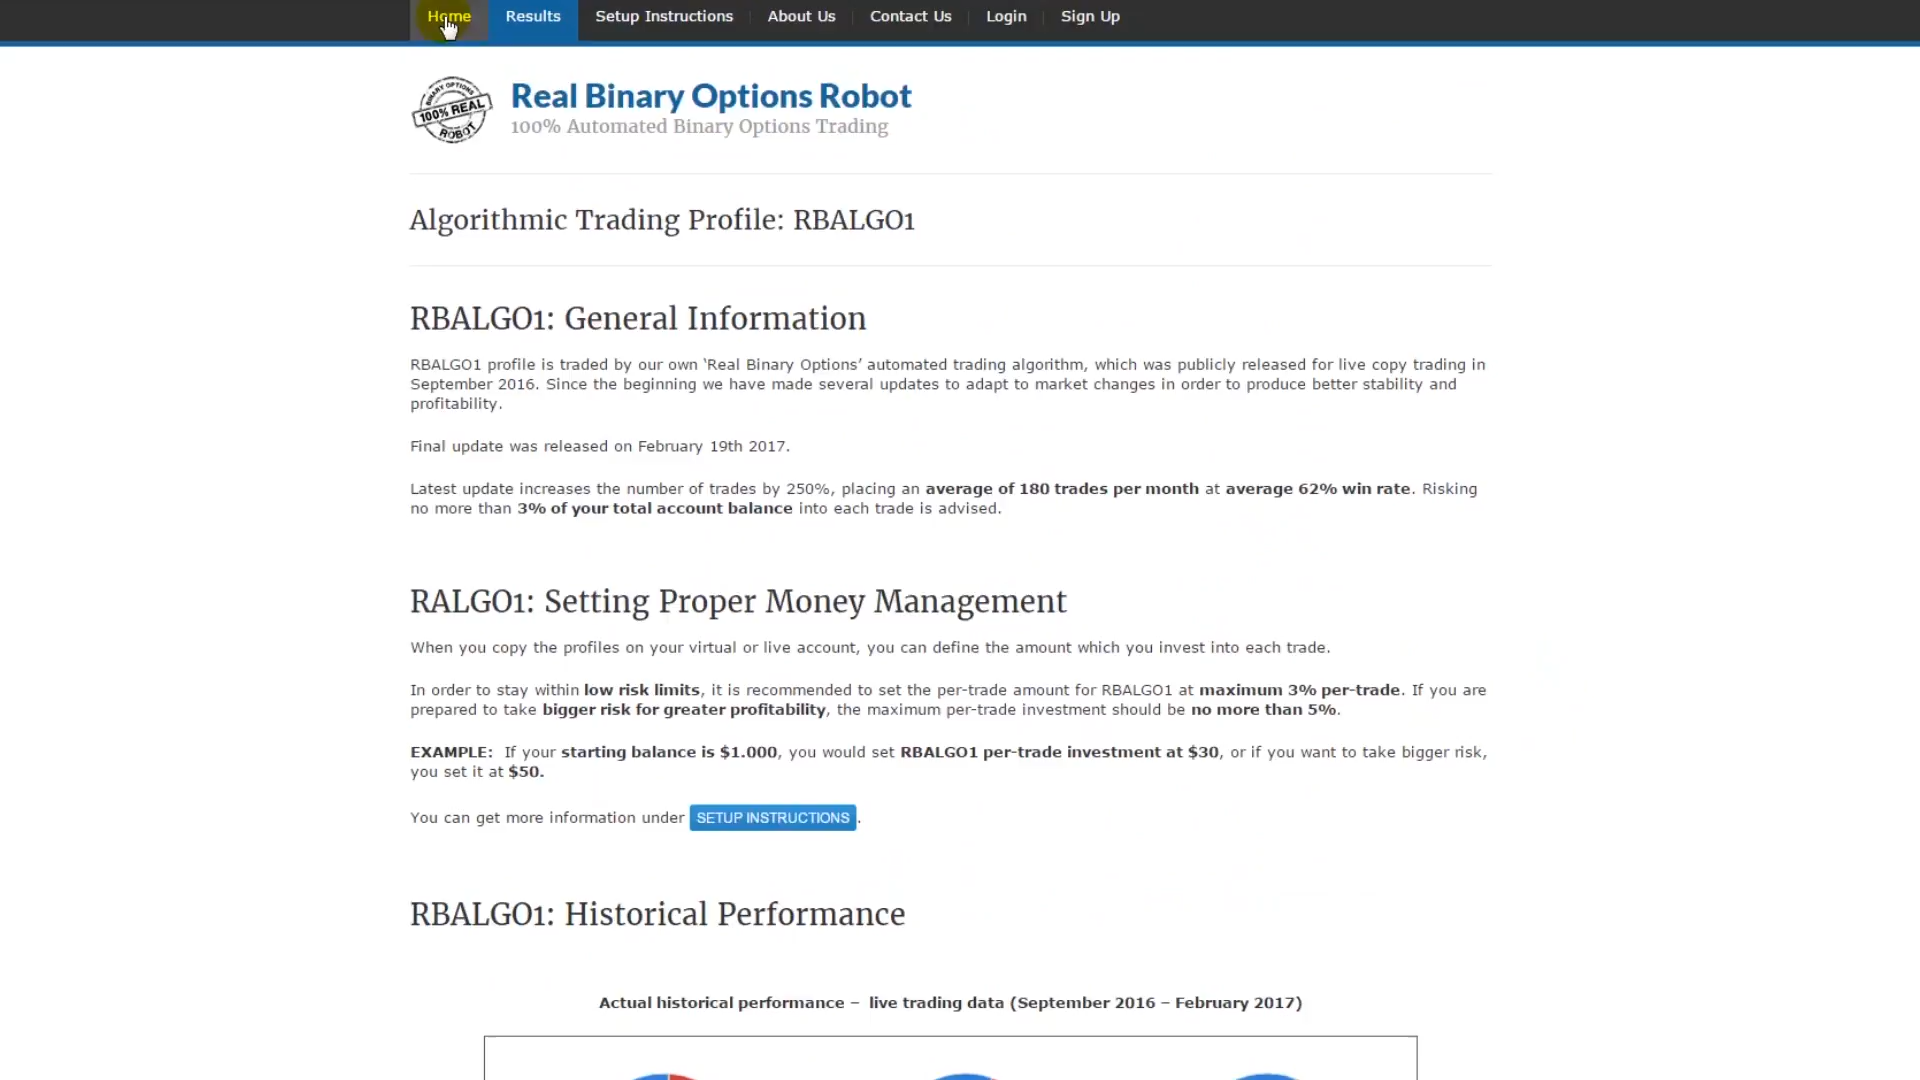 Home Results Setup Instructions About Us Contact Us Login Sign Up
BINARY OPTIONS
100% REAL
ROBOT
Real Binary Options Robot
100% Automated Binary Options Trading
Algorithmic Trading Profile: RBALGO1
RBALGO1: General Information
RBALGO1 profile is traded by our own ‘Real Binary Options’ automated trading algorithm, which was publicly released for live copy trading in
September 2016. Since the beginning we have made several updates to adapt to market changes in order to produce better stability and
profitability.
Final update was released on February 19th 2017.
Latest update increases the number of trades by 250%, placing an average of 180 trades per month at average 62% win rate. Risking
no more than 3% of your total account balance into each trade is advised.
RALGO1: Setting Proper Money Management
When you copy the profiles on your virtual or live account, you can define the amount which you invest into each trade.
In order to stay within low risk limits, it is recommended to set the per-trade amount for RBALGO1 at maximum 3% per-trade. If you are
prepared to take bigger risk for greater profitability, the maximum per-trade investment should be no more than 5%.
EXAMPLE: If your starting balance is $1.000, you would set RBALGO1 per-trade investment at $30, or if you want to take bigger risk,
you set it at $50.
You can get more information under SETUP INSTRUCTIONS.
RBALGO1: Historical Performance
Actual historical performance – live trading data (September 2016 – February 2017)